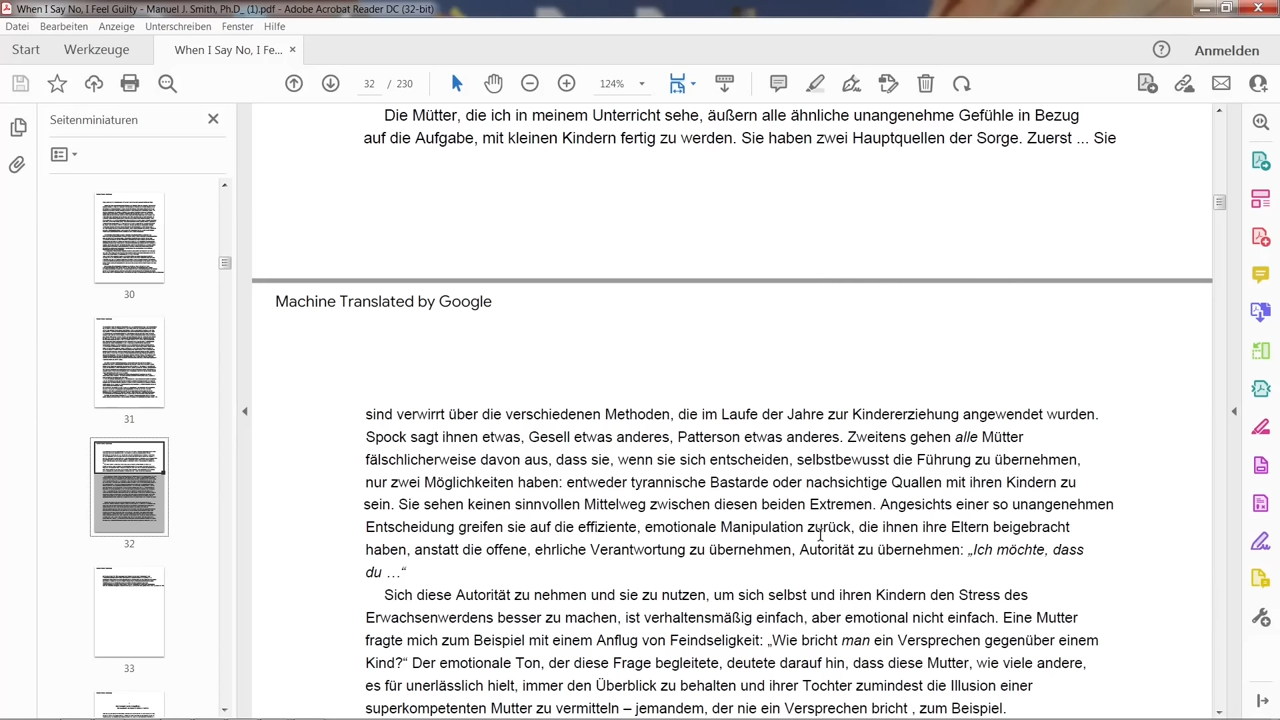 When I Say No, I Feel Guilty - Manuel J. Smith, Ph.D_ (1).pdf - Adobe Acrobat Reader DC (32-bit)
Datei Bearbeiten Anzeige Unterschreiben Fenster Hilfe
Start Werkzeuge When I Say No, I Fe... × Anmelden
32 / 230 124%
Seitenminiaturen
30
31
32
33
Die Mütter, die ich in meinem Unterricht sehe, äußern alle ähnliche unangenehme Gefühle in Bezug
auf die Aufgabe, mit kleinen Kindern fertig zu werden. Sie haben zwei Hauptquellen der Sorge. Zuerst ... Sie
Machine Translated by Google
sind verwirrt über die verschiedenen Methoden, die im Laufe der Jahre zur Kindererziehung angewendet wurden.
Spock sagt ihnen etwas, Gesell etwas anderes, Patterson etwas anderes. Zweitens gehen alle Mütter
fälschlicherweise davon aus, dass sie, wenn sie sich entscheiden, selbstbewusst die Führung zu übernehmen,
nur zwei Möglichkeiten haben: entweder tyrannische Bastarde oder nachsichtige Quallen mit ihren Kindern zu
sein. Sie sehen keinen sinnvollen Mittelweg zwischen diesen beiden Extremen. Angesichts einer so unangenehmen
Entscheidung greifen sie auf die effiziente, emotionale Manipulation zurück, die ihnen ihre Eltern beigebracht
haben, anstatt die offene, ehrliche Verantwortung zu übernehmen, Autorität zu übernehmen: „Ich möchte, dass
du ...“
Sich diese Autorität zu nehmen und sie zu nutzen, um sich selbst und ihren Kindern den Stress des
Erwachsenwerdens besser zu machen, ist verhaltensmäßig einfach, aber emotional nicht einfach. Eine Mutter
fragte mich zum Beispiel mit einem Anflug von Feindseligkeit: „Wie bricht man ein Versprechen gegenüber einem
Kind?“ Der emotionale Ton, der diese Frage begleitete, deutete darauf hin, dass diese Mutter, wie viele andere,
es für unerlässlich hielt, immer den Überblick zu behalten und ihrer Tochter zumindest die Illusion einer
superkompetenten Mutter zu vermitteln – jemandem, der nie ein Versprechen bricht , zum Beispiel.